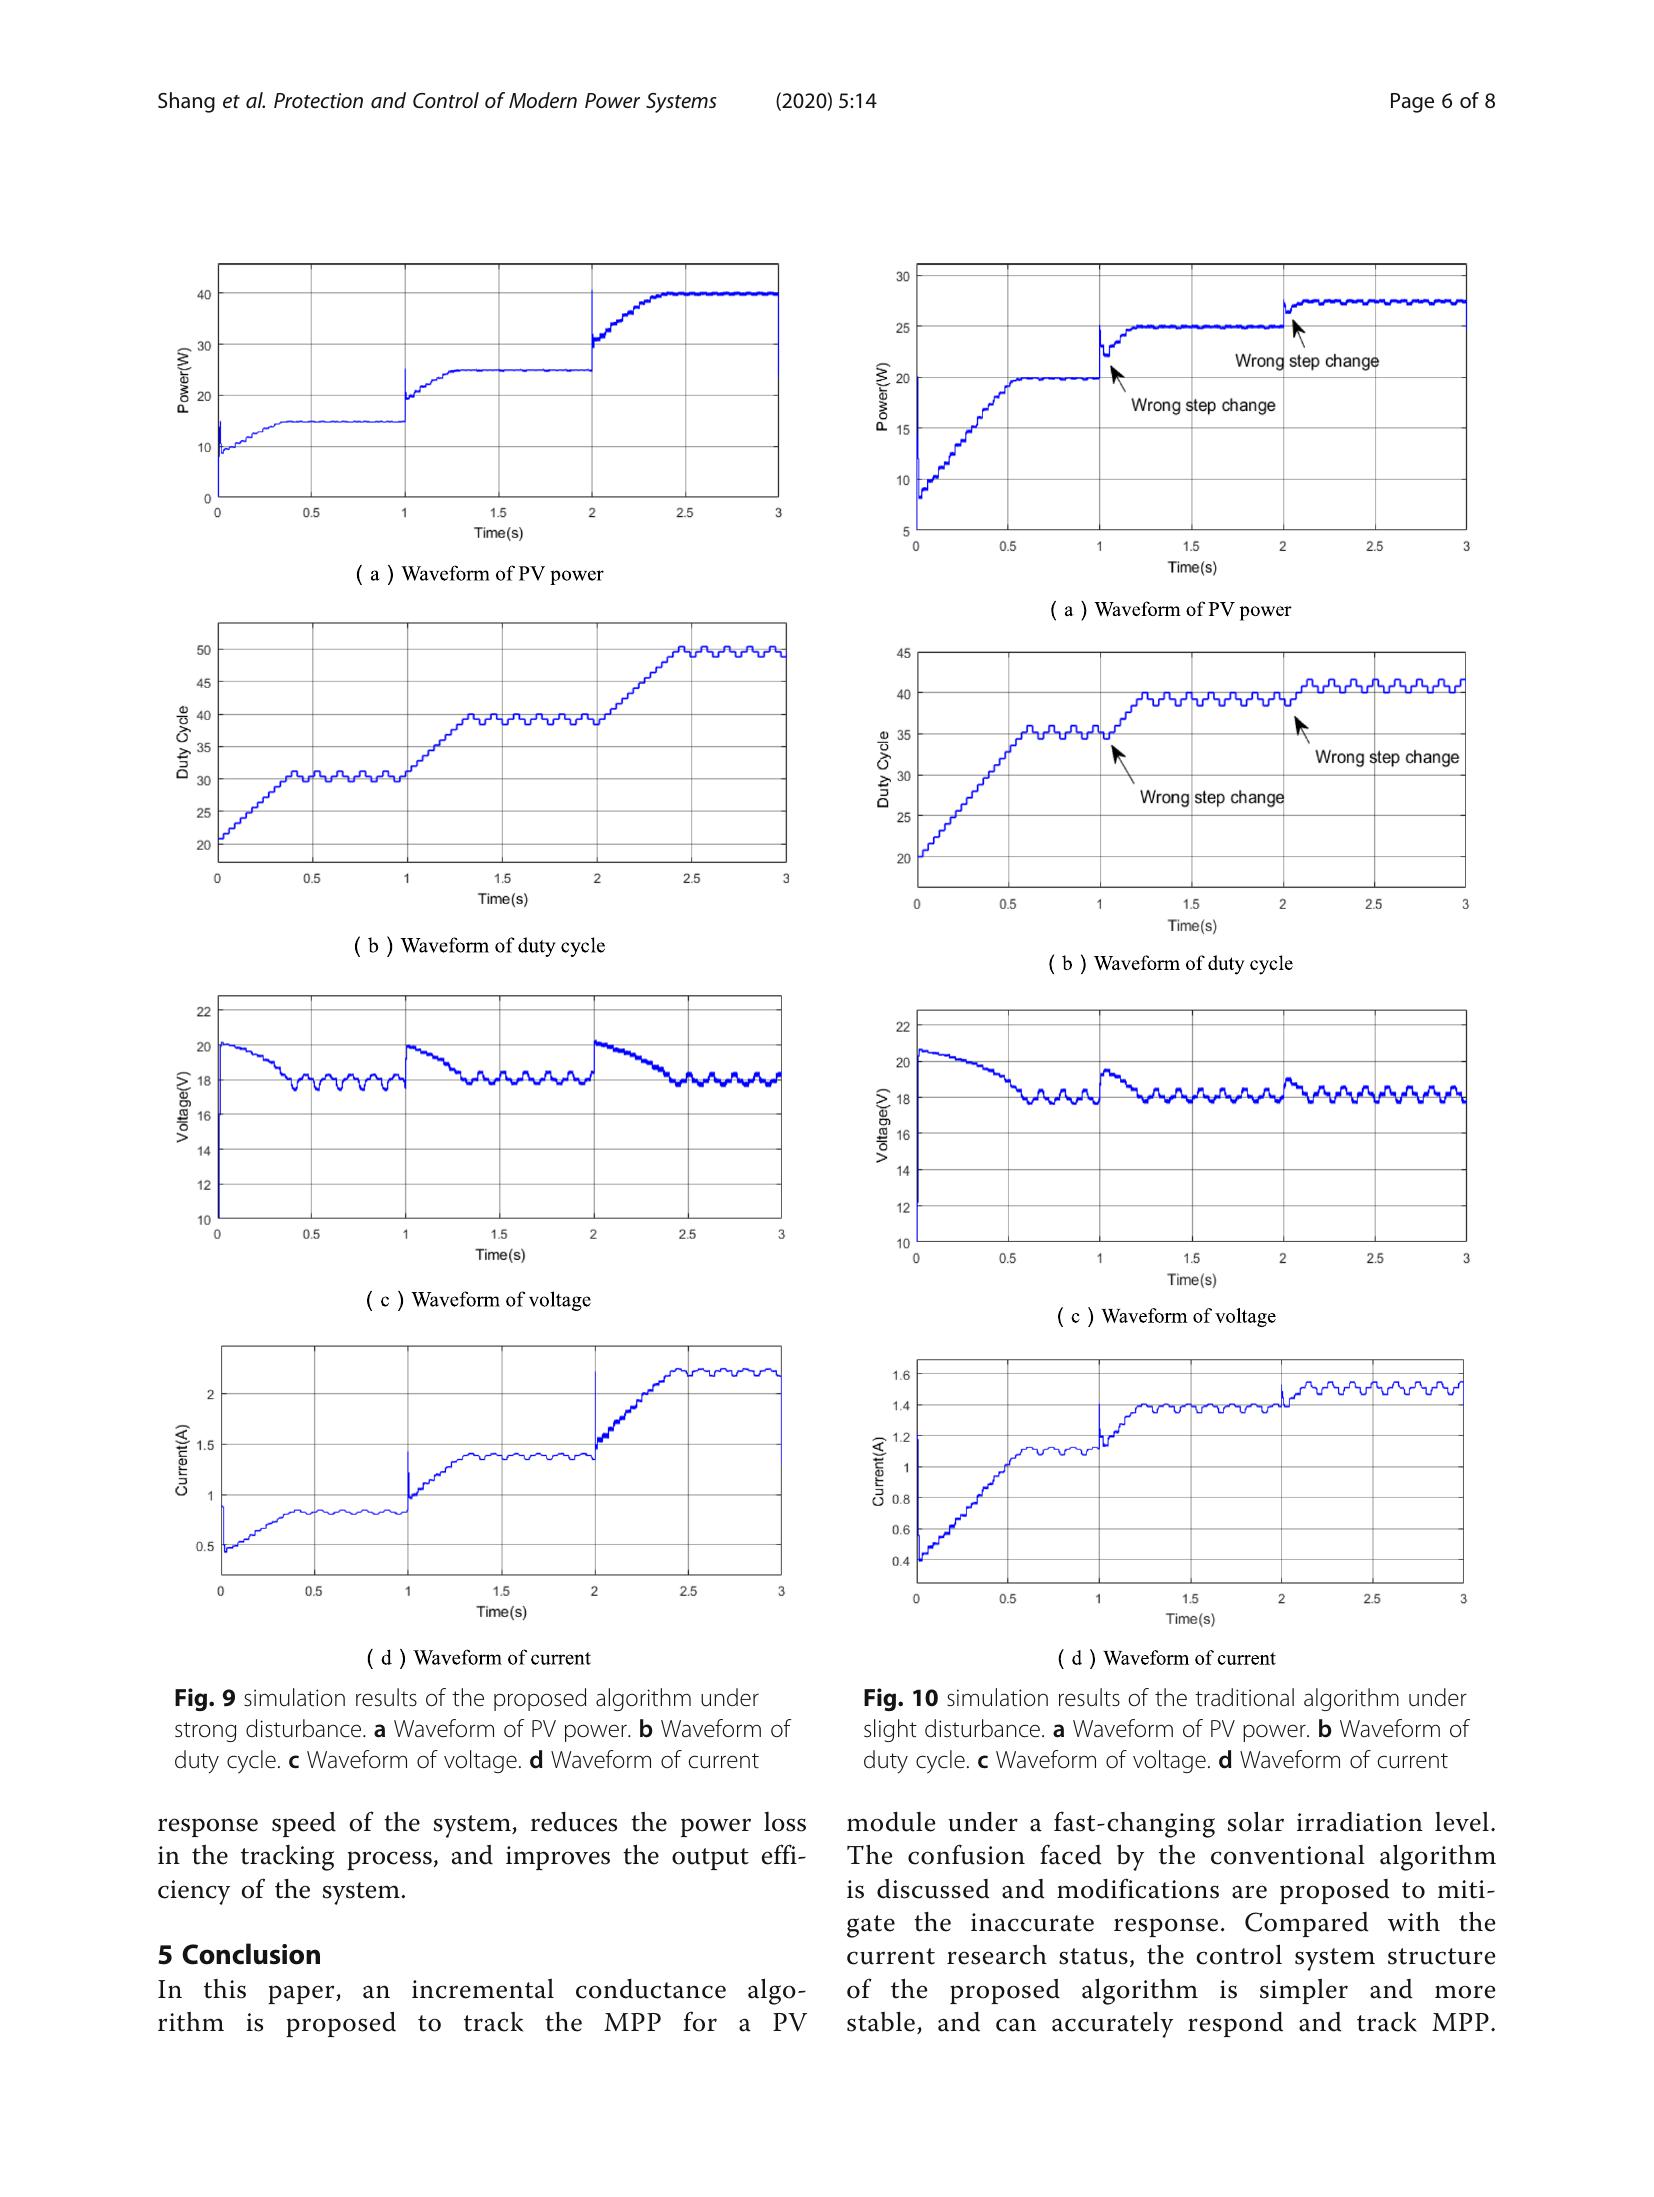 Shang et al. Protection and Control of Modern Power Systems (2020) 5:14 Page 6 of 8
40
30
20
10
0
Power(W)
0 0.5 1 1.5 2 2.5 3
Time(s)
( a ) Waveform of PV power
50
45
40
35
30
25
20
Duty Cycle
0 0.5 1 1.5 2 2.5 3
Time(s)
( b ) Waveform of duty cycle
22
20
18
16
14
12
10
Voltage(V)
0 0.5 1 1.5 2 2.5 3
Time(s)
( c ) Waveform of voltage
2
1.5
1
0.5
Current(A)
0 0.5 1 1.5 2 2.5 3
Time(s)
( d ) Waveform of current
Fig. 9 simulation results of the proposed algorithm under
strong disturbance. a Waveform of PV power. b Waveform of
duty cycle. c Waveform of voltage. d Waveform of current
response speed of the system, reduces the power loss
in the tracking process, and improves the output effi-
ciency of the system.
5 Conclusion
In this paper, an incremental conductance algo-
rithm is proposed to track the MPP for a PV
30
25
20
15
10
5
Power(W)
Wrong step change
Wrong step change
0 0.5 1 1.5 2 2.5 3
Time(s)
( a ) Waveform of PV power
45
40
35
30
25
20
Duty Cycle
Wrong step change
Wrong step change
0 0.5 1 1.5 2 2.5 3
Time(s)
( b ) Waveform of duty cycle
22
20
18
16
14
12
10
Voltage(V)
0 0.5 1 1.5 2 2.5 3
Time(s)
( c ) Waveform of voltage
1.6
1.4
1.2
1
0.8
0.6
0.4
Current(A)
0 0.5 1 1.5 2 2.5 3
Time(s)
( d ) Waveform of current
Fig. 10 simulation results of the traditional algorithm under
slight disturbance. a Waveform of PV power. b Waveform of
duty cycle. c Waveform of voltage. d Waveform of current
module under a fast-changing solar irradiation level.
The confusion faced by the conventional algorithm
is discussed and modifications are proposed to miti-
gate the inaccurate response. Compared with the
current research status, the control system structure
of the proposed algorithm is simpler and more
stable, and can accurately respond and track MPP.